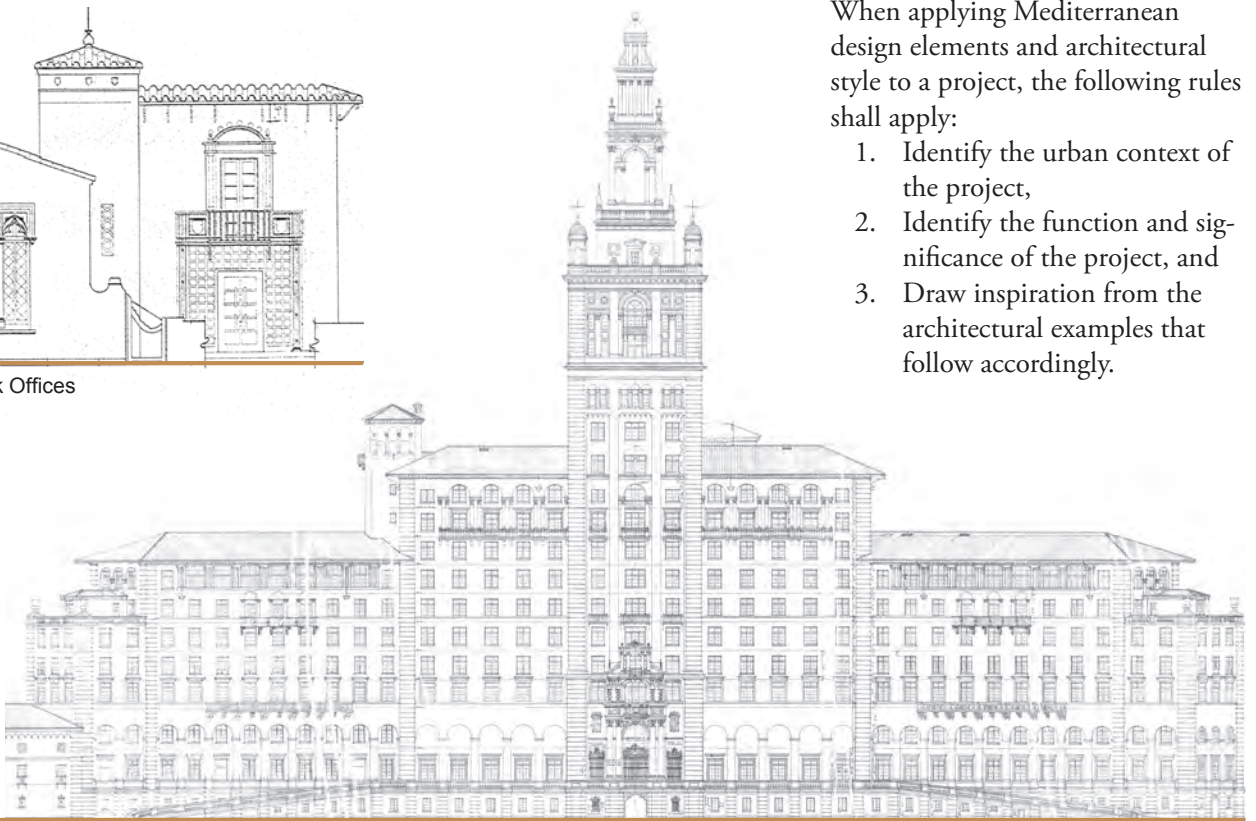 When applying Mediterranean
design elements and architectural
style to a project, the following rules
shall apply:
1. Identify the urban context of
the project,
2. Identify the function and sig-
nificance of the project, and
3. Draw inspiration from the
architectural examples that
follow accordingly.
k Offices